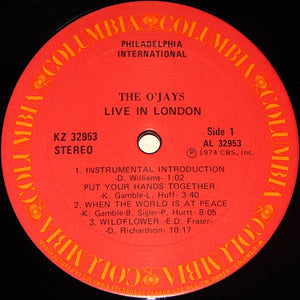 COLUMBIA COLUMBIA COLUMBIA COLUMBIA COLUMBIA COLUMBIA
PHILADELPHIA
INTERNATIONAL
THE O'JAYS
LIVE IN LONDON
KZ 32953
STEREO
Side 1
AL 32953
℗ 1974 CBS, Inc.
1. INSTRUMENTAL INTRODUCTION
-D. Williams- 1:02
PUT YOUR HANDS TOGETHER
-K. Gamble-L. Huff- 3:40
2. WHEN THE WORLD IS AT PEACE
-K. Gamble-B. Sigler-P. Hurtt- 8:05
3. WILDFLOWER -E.D. Fraser-
-D. Richardson- 10:17